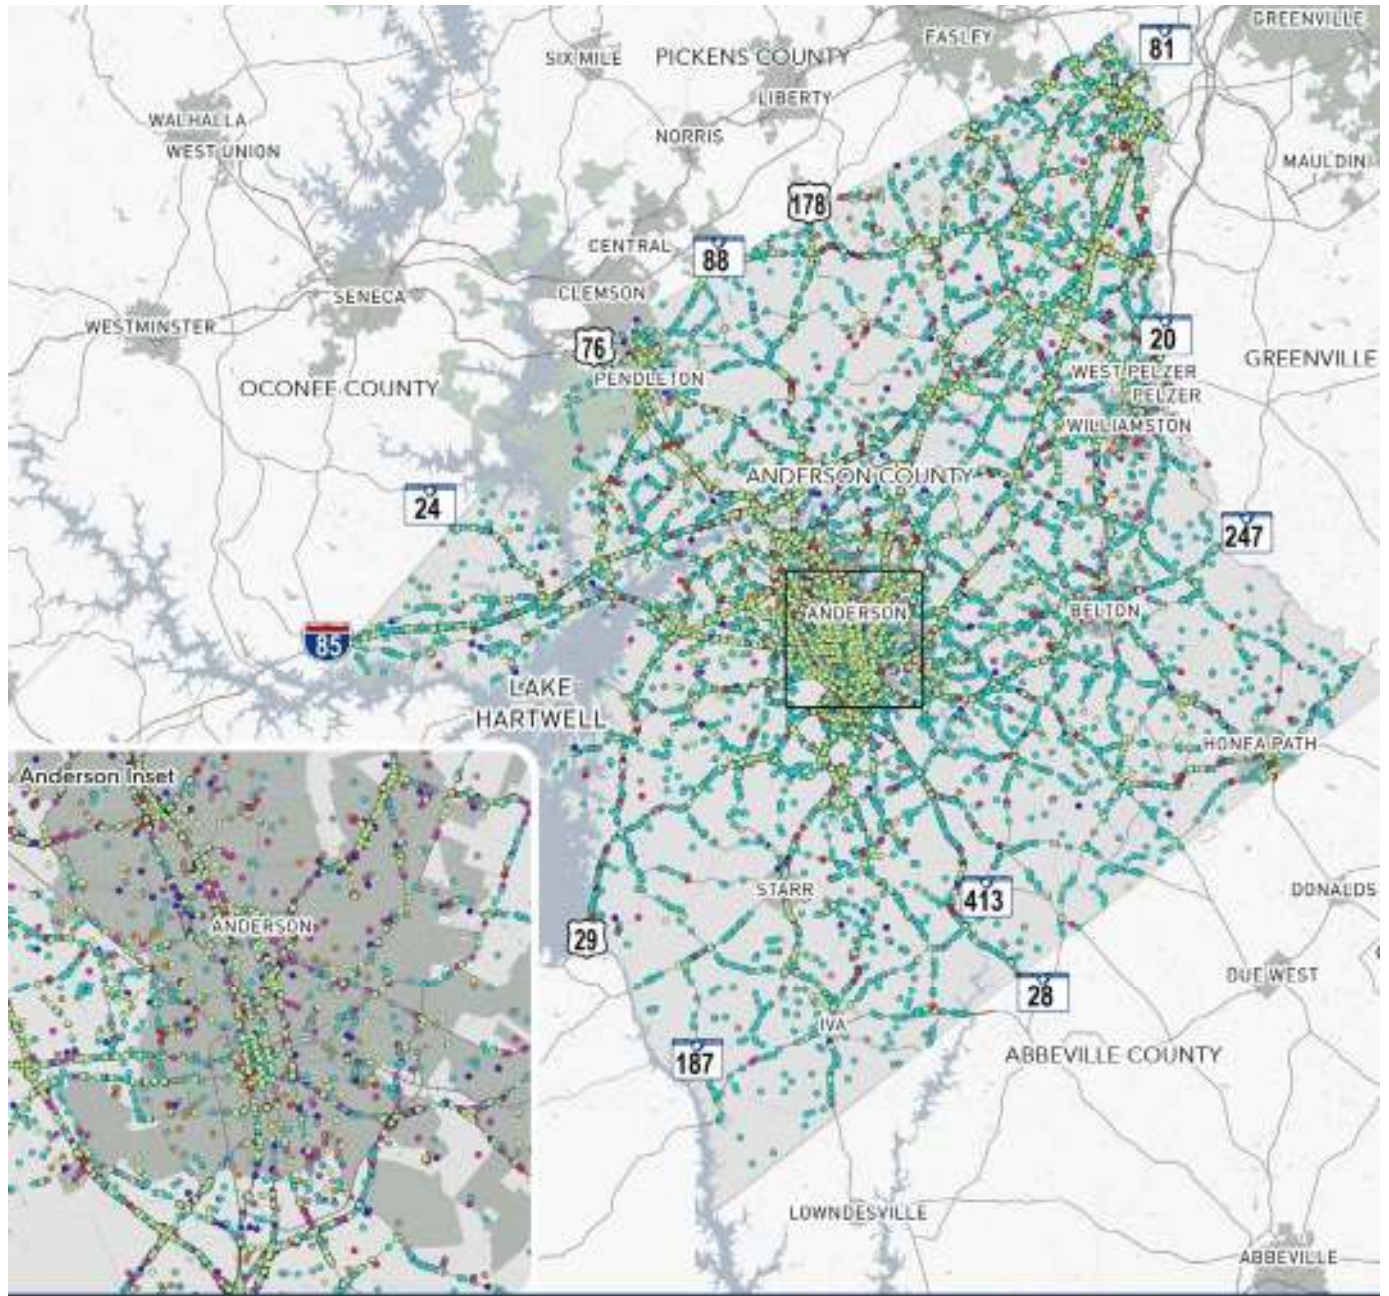 GREENVILLE
EASLEY
81
SIX MILE
PICKENS COUNTY
LIBERTY
WALHALLA
WEST UNION
NORRIS
MAULDIN
178
CENTRAL
88
CLEMSON
SENECA
WESTMINSTER
76
20
GREENVILLE
PENDLETON
WEST PELZER
OCONEE COUNTY
PELZER
WILLIAMSTON
ANDERSON COUNTY
24
247
ANDERSON
BELTON
85
LAKE
HARTWELL
HONEA PATH
Anderson Inset
STARR
413
DONALDS
ANDERSON
29
DUE WEST
28
IVA
187
ABBEVILLE COUNTY
LOWNDESVILLE
ABBEVILLE